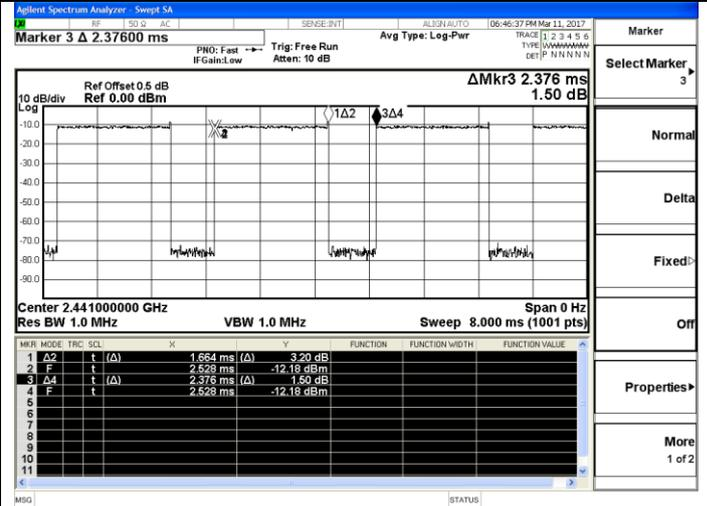 Agilent Spectrum Analyzer - Swept SA
LXI RF 50 Ω AC SENSE:INT ALIGN AUTO 06:46:37 PM Mar 11, 2017
Marker 3 Δ 2.37600 ms
PNO: Fast
IFGain:Low
Trig: Free Run
Atten: 10 dB
Avg Type: Log-Pwr
TRACE 1 2 3 4 5 6
TYPE
DET P N N N N N
Ref Offset 0.5 dB
10 dB/div Ref 0.00 dBm
ΔMkr3 2.376 ms
1.50 dB
Log
-10.0
-20.0
-30.0
-40.0
-50.0
-60.0
-70.0
-80.0
-90.0
2
1Δ2
3Δ4
Center 2.441000000 GHz Span 0 Hz
Res BW 1.0 MHz VBW 1.0 MHz Sweep 8.000 ms (1001 pts)
MKR MODE TRC SCL X Y FUNCTION FUNCTION WIDTH FUNCTION VALUE
1 Δ2 t (Δ) 1.664 ms (Δ) 3.20 dB
2 F t 2.528 ms -12.18 dBm
3 Δ4 t (Δ) 2.376 ms (Δ) 1.50 dB
4 F t 2.528 ms -12.18 dBm
5
6
7
8
9
10
11
MSG STATUS
Marker
Select Marker
3
Normal
Delta
Fixed
Off
Properties
More
1 of 2